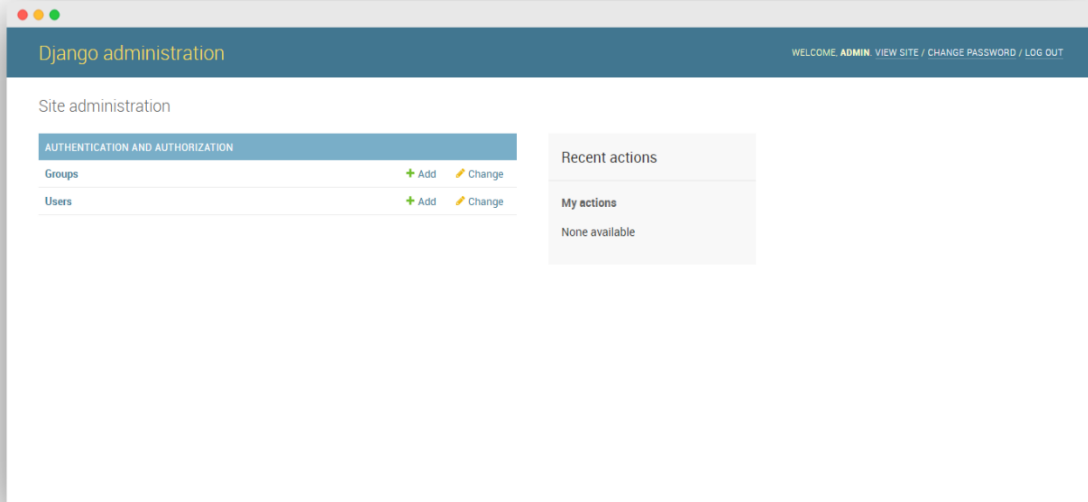 Django administration
WELCOME, ADMIN. VIEW SITE / CHANGE PASSWORD / LOG OUT
Site administration
AUTHENTICATION AND AUTHORIZATION
Groups Add Change
Users Add Change
Recent actions
My actions
None available